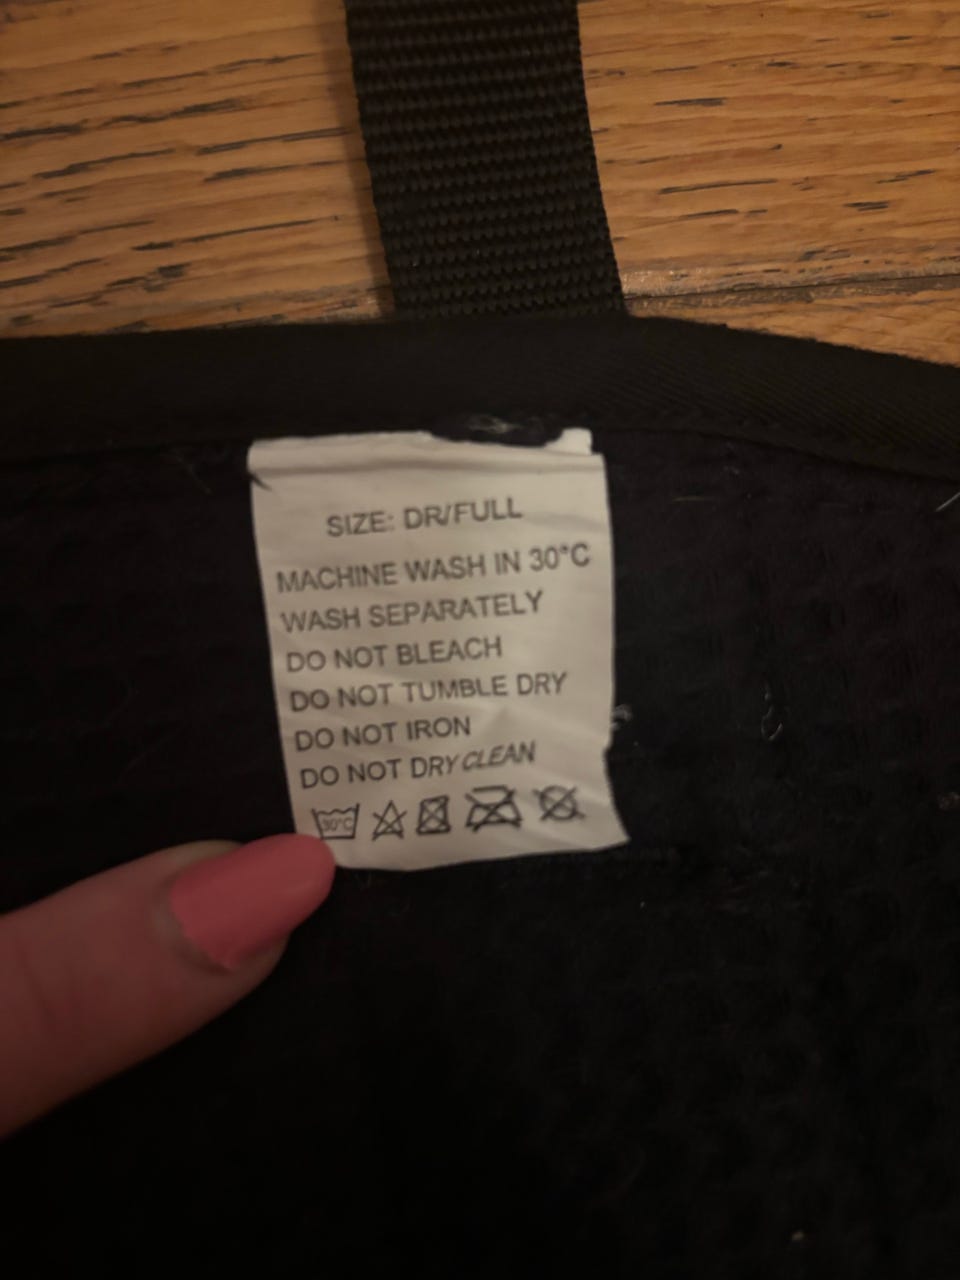 SIZE: DR/FULL
MACHINE WASH IN 30°C
WASH SEPARATELY
DO NOT BLEACH
DO NOT TUMBLE DRY
DO NOT IRON
DO NOT DRY CLEAN
30°C